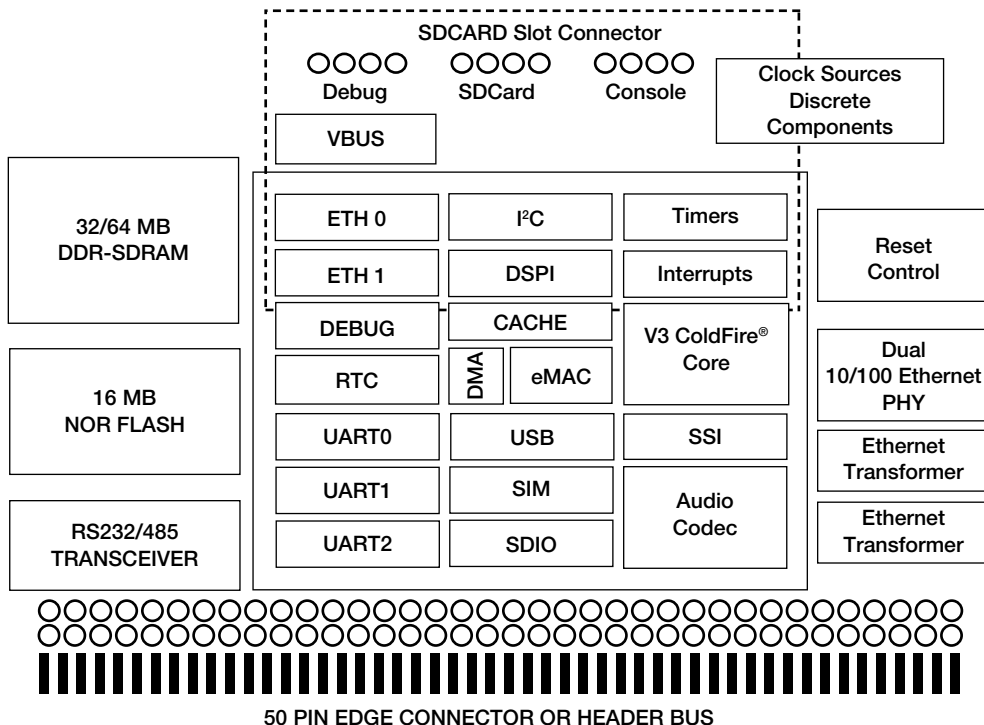 SDCARD Slot Connector
Debug
SDCard
Console
Clock Sources
Discrete
Components
VBUS
32/64 MB
DDR-SDRAM
16 MB
NOR FLASH
RS232/485
TRANSCEIVER
ETH 0
I²C
Timers
ETH 1
DSPI
Interrupts
DEBUG
CACHE
V3 ColdFire®
Core
RTC
DMA
eMAC
UART0
USB
SSI
UART1
SIM
Audio
Codec
UART2
SDIO
Reset
Control
Dual
10/100 Ethernet
PHY
Ethernet
Transformer
Ethernet
Transformer
50 PIN EDGE CONNECTOR OR HEADER BUS